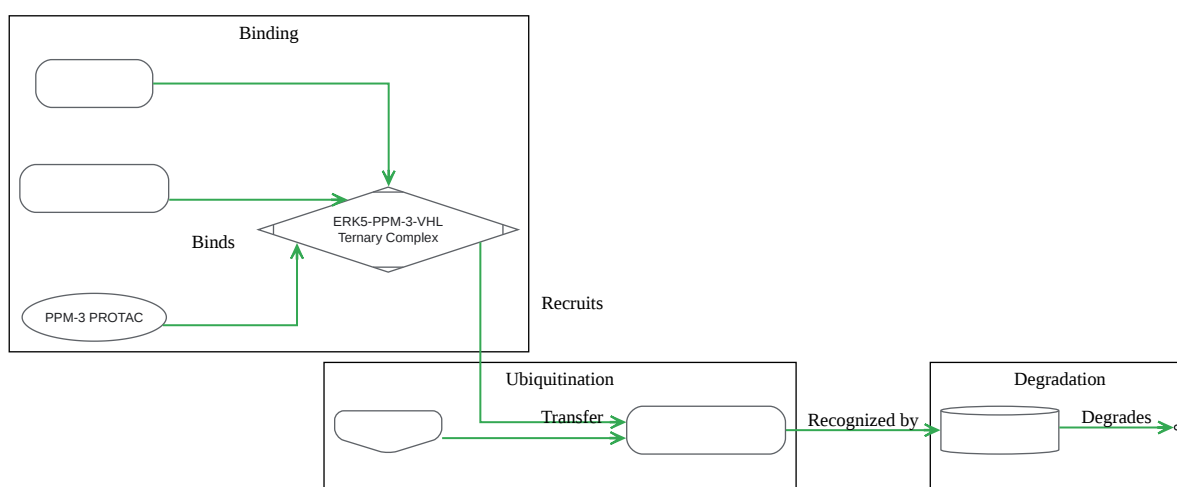 Binding
ERK5-PPM-3-VHL
Ternary Complex
Binds
PPM-3 PROTAC
Recruits
Ubiquitination
Degradation
Transfer
Recognized by
Degrades